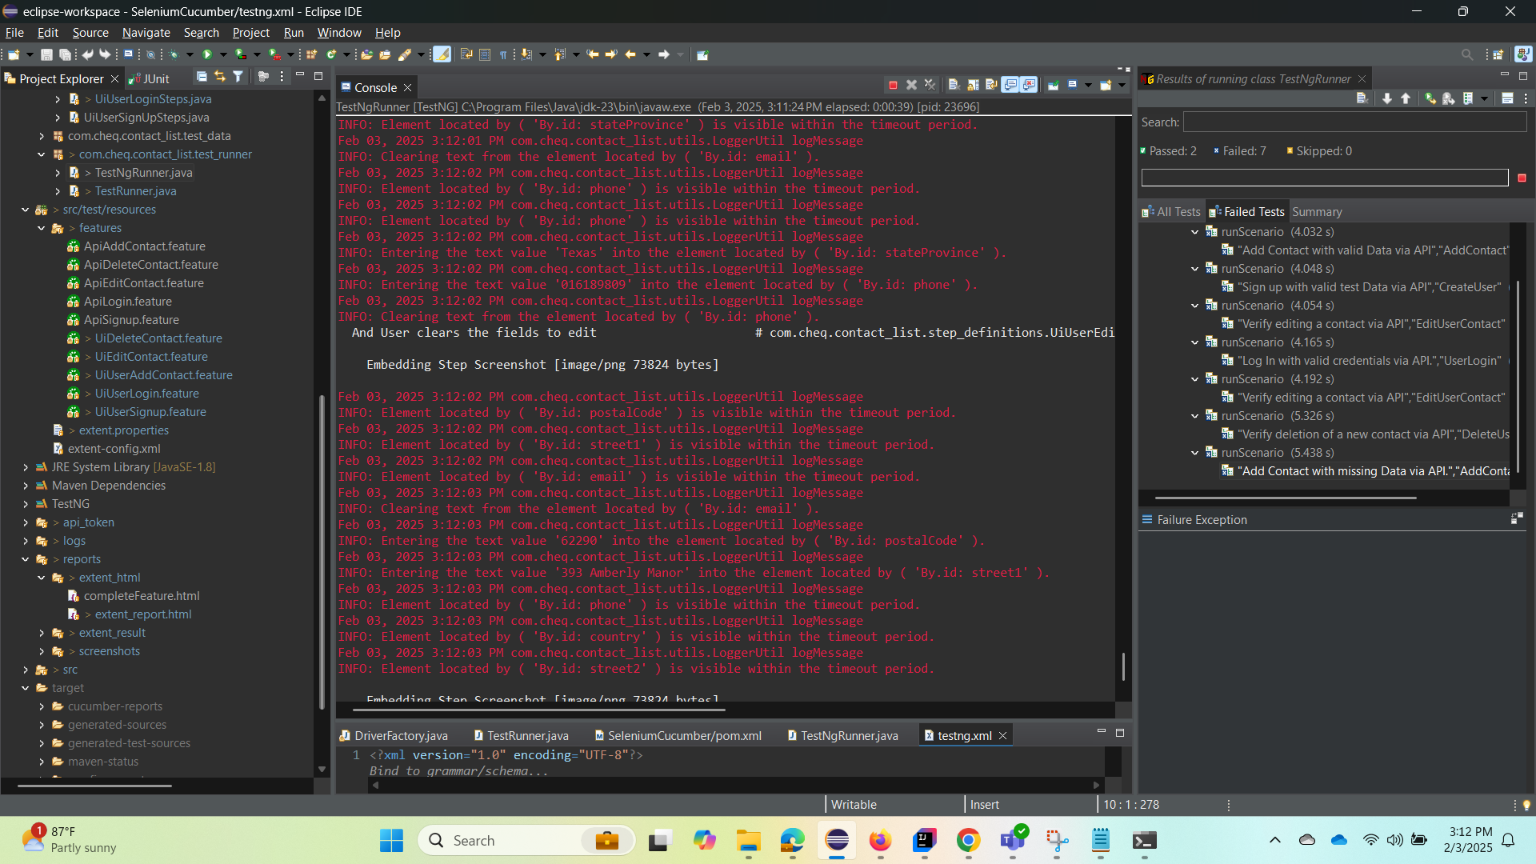 eclipse-workspace - SeleniumCucumber/testng.xml - Eclipse IDE
File Edit Source Navigate Search Project Run Window Help
Project Explorer
JUnit
> UiUserLoginSteps.java
UiUserSignUpSteps.java
com.cheq.contact_list.test_data
> com.cheq.contact_list.test_runner
> TestNgRunner.java
> TestRunner.java
> src/test/resources
> features
ApiAddContact.feature
ApiDeleteContact.feature
ApiEditContact.feature
ApiLogin.feature
ApiSignup.feature
> UiDeleteContact.feature
> UiEditContact.feature
> UiUserAddContact.feature
> UiUserLogin.feature
> UiUserSignup.feature
> extent.properties
extent-config.xml
JRE System Library [JavaSE-1.8]
Maven Dependencies
TestNG
> api_token
> logs
> reports
> extent_html
completeFeature.html
> extent_report.html
> extent_result
> screenshots
> src
target
cucumber-reports
generated-sources
generated-test-sources
maven-status
Console
TestNgRunner [TestNG] C:\Program Files\Java\jdk-23\bin\javaw.exe (Feb 3, 2025, 3:11:24 PM elapsed: 0:00:39) [pid: 23696]
INFO: Element located by ( 'By.id: stateProvince' ) is visible within the timeout period.
Feb 03, 2025 3:12:01 PM com.cheq.contact_list.utils.LoggerUtil logMessage
INFO: Clearing text from the element located by ( 'By.id: email' ).
Feb 03, 2025 3:12:02 PM com.cheq.contact_list.utils.LoggerUtil logMessage
INFO: Element located by ( 'By.id: phone' ) is visible within the timeout period.
Feb 03, 2025 3:12:02 PM com.cheq.contact_list.utils.LoggerUtil logMessage
INFO: Element located by ( 'By.id: phone' ) is visible within the timeout period.
Feb 03, 2025 3:12:02 PM com.cheq.contact_list.utils.LoggerUtil logMessage
INFO: Entering the text value 'Texas' into the element located by ( 'By.id: stateProvince' ).
Feb 03, 2025 3:12:02 PM com.cheq.contact_list.utils.LoggerUtil logMessage
INFO: Entering the text value '016189809' into the element located by ( 'By.id: phone' ).
Feb 03, 2025 3:12:02 PM com.cheq.contact_list.utils.LoggerUtil logMessage
INFO: Clearing text from the element located by ( 'By.id: phone' ).
And User clears the fields to edit # com.cheq.contact_list.step_definitions.UiUserEdi
Embedding Step Screenshot [image/png 73824 bytes]
Feb 03, 2025 3:12:02 PM com.cheq.contact_list.utils.LoggerUtil logMessage
INFO: Element located by ( 'By.id: postalCode' ) is visible within the timeout period.
Feb 03, 2025 3:12:02 PM com.cheq.contact_list.utils.LoggerUtil logMessage
INFO: Element located by ( 'By.id: street1' ) is visible within the timeout period.
Feb 03, 2025 3:12:02 PM com.cheq.contact_list.utils.LoggerUtil logMessage
INFO: Element located by ( 'By.id: email' ) is visible within the timeout period.
Feb 03, 2025 3:12:03 PM com.cheq.contact_list.utils.LoggerUtil logMessage
INFO: Clearing text from the element located by ( 'By.id: email' ).
Feb 03, 2025 3:12:03 PM com.cheq.contact_list.utils.LoggerUtil logMessage
INFO: Entering the text value '62290' into the element located by ( 'By.id: postalCode' ).
Feb 03, 2025 3:12:03 PM com.cheq.contact_list.utils.LoggerUtil logMessage
INFO: Entering the text value '393 Amberly Manor' into the element located by ( 'By.id: street1' ).
Feb 03, 2025 3:12:03 PM com.cheq.contact_list.utils.LoggerUtil logMessage
INFO: Element located by ( 'By.id: phone' ) is visible within the timeout period.
Feb 03, 2025 3:12:03 PM com.cheq.contact_list.utils.LoggerUtil logMessage
INFO: Element located by ( 'By.id: country' ) is visible within the timeout period.
Feb 03, 2025 3:12:03 PM com.cheq.contact_list.utils.LoggerUtil logMessage
INFO: Element located by ( 'By.id: street2' ) is visible within the timeout period.
Embedding Step Screenshot [image/png 73824 bytes]
DriverFactory.java TestRunner.java SeleniumCucumber/pom.xml TestNgRunner.java testng.xml
1 <?xml version="1.0" encoding="UTF-8"?>
Bind to grammar/schema...
Results of running class TestNgRunner
Search:
Passed: 2 Failed: 7 Skipped: 0
All Tests Failed Tests Summary
runScenario (4.032 s)
"Add Contact with valid Data via API","AddContact"
runScenario (4.048 s)
"Sign up with valid test Data via API","CreateUser"
runScenario (4.054 s)
"Verify editing a contact via API","EditUserContact"
runScenario (4.165 s)
"Log In with valid credentials via API.","UserLogin"
runScenario (4.192 s)
"Verify editing a contact via API","EditUserContact"
runScenario (5.326 s)
"Verify deletion of a new contact via API","DeleteUs
runScenario (5.438 s)
"Add Contact with missing Data via API.","AddConta
Failure Exception
Writable Insert 10 : 1 : 278
1
87°F
Partly sunny
Search
3:12 PM
2/3/2025